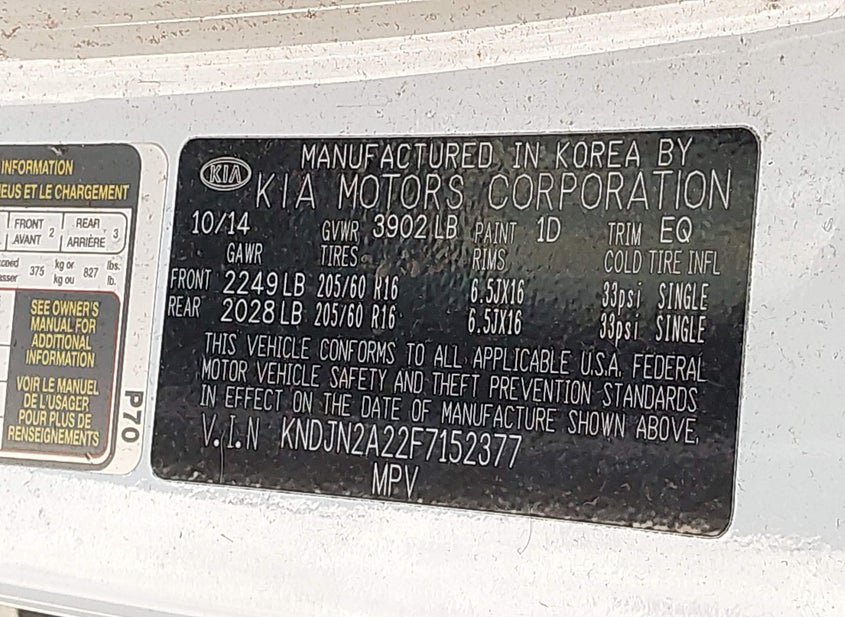 INFORMATION
NEUS ET LE CHARGEMENT
FRONT AVANT 2 REAR ARRIÈRE 3
375 kg or kg ou 827 lbs. lb.
SEE OWNER'S
MANUAL FOR
ADDITIONAL
INFORMATION
VOIR LE MANUEL
DE L'USAGER
POUR PLUS DE
RENSEIGNEMENTS
P70
KIA
MANUFACTURED IN KOREA BY
KIA MOTORS CORPORATION
10/14 GVWR 3902 LB PAINT 1D TRIM EQ
GAWR TIRES RIMS COLD TIRE INFL
FRONT 2249 LB 205/60 R16 6.5JX16 33psi SINGLE
REAR 2028 LB 205/60 R16 6.5JX16 33psi SINGLE
THIS VEHICLE CONFORMS TO ALL APPLICABLE U.S.A. FEDERAL
MOTOR VEHICLE SAFETY AND THEFT PREVENTION STANDARDS
IN EFFECT ON THE DATE OF MANUFACTURE SHOWN ABOVE.
V.I.N KNDJN2A22F7152377
MPV